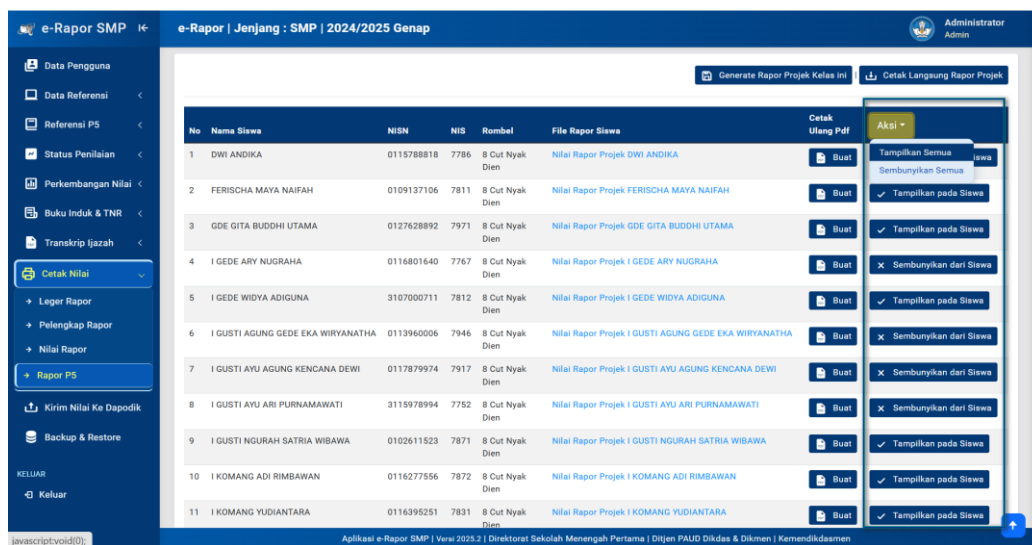 e-Rapor SMP
e-Rapor | Jenjang : SMP | 2024/2025 Genap
Administrator
Admin
Data Pengguna
Data Referensi
Referensi P5
Status Penilaian
Perkembangan Nilai
Buku Induk & TNR
Transkrip Ijazah
Cetak Nilai
Leger Rapor
Pelengkap Rapor
Nilai Rapor
Rapor P5
Kirim Nilai Ke Dapodik
Backup & Restore
KELUAR
Keluar
javascript:void(0);
Generate Rapor Projek Kelas ini | Cetak Langsung Rapor Projek
No Nama Siswa NISN NIS Rombel File Rapor Siswa Cetak Ulang Pdf Aksi
Tampilkan Semua
Sembunyikan Semua
1 DWI ANDIKA 0115788818 7786 8 Cut Nyak Dien Nilai Rapor Projek DWI ANDIKA Buat
2 FERISCHA MAYA NAIFAH 0109137106 7811 8 Cut Nyak Dien Nilai Rapor Projek FERISCHA MAYA NAIFAH Buat Tampilkan pada Siswa
3 GDE GITA BUDDHI UTAMA 0127628892 7971 8 Cut Nyak Dien Nilai Rapor Projek GDE GITA BUDDHI UTAMA Buat Tampilkan pada Siswa
4 I GEDE ARY NUGRAHA 0116801640 7767 8 Cut Nyak Dien Nilai Rapor Projek I GEDE ARY NUGRAHA Buat Sembunyikan dari Siswa
5 I GEDE WIDYA ADIGUNA 3107000711 7812 8 Cut Nyak Dien Nilai Rapor Projek I GEDE WIDYA ADIGUNA Buat Tampilkan pada Siswa
6 I GUSTI AGUNG GEDE EKA WIRYANATHA 0113960006 7946 8 Cut Nyak Dien Nilai Rapor Projek I GUSTI AGUNG GEDE EKA WIRYANATHA Buat Sembunyikan dari Siswa
7 I GUSTI AYU AGUNG KENCANA DEWI 0117879974 7917 8 Cut Nyak Dien Nilai Rapor Projek I GUSTI AYU AGUNG KENCANA DEWI Buat Sembunyikan dari Siswa
8 I GUSTI AYU ARI PURNAMAWATI 3115978994 7752 8 Cut Nyak Dien Nilai Rapor Projek I GUSTI AYU ARI PURNAMAWATI Buat Sembunyikan dari Siswa
9 I GUSTI NGURAH SATRIA WIBAWA 0102611523 7871 8 Cut Nyak Dien Nilai Rapor Projek I GUSTI NGURAH SATRIA WIBAWA Buat Tampilkan pada Siswa
10 I KOMANG ADI RIMBAWAN 0116277556 7872 8 Cut Nyak Dien Nilai Rapor Projek I KOMANG ADI RIMBAWAN Buat Tampilkan pada Siswa
11 I KOMANG YUDIANTARA 0116395251 7831 8 Cut Nyak Dien Nilai Rapor Projek I KOMANG YUDIANTARA Buat Tampilkan pada Siswa
Aplikasi e-Rapor SMP | Versi 2025.2 | Direktorat Sekolah Menengah Pertama | Ditjen PAUD Dikdas & Dikmen | Kemendikdasmen